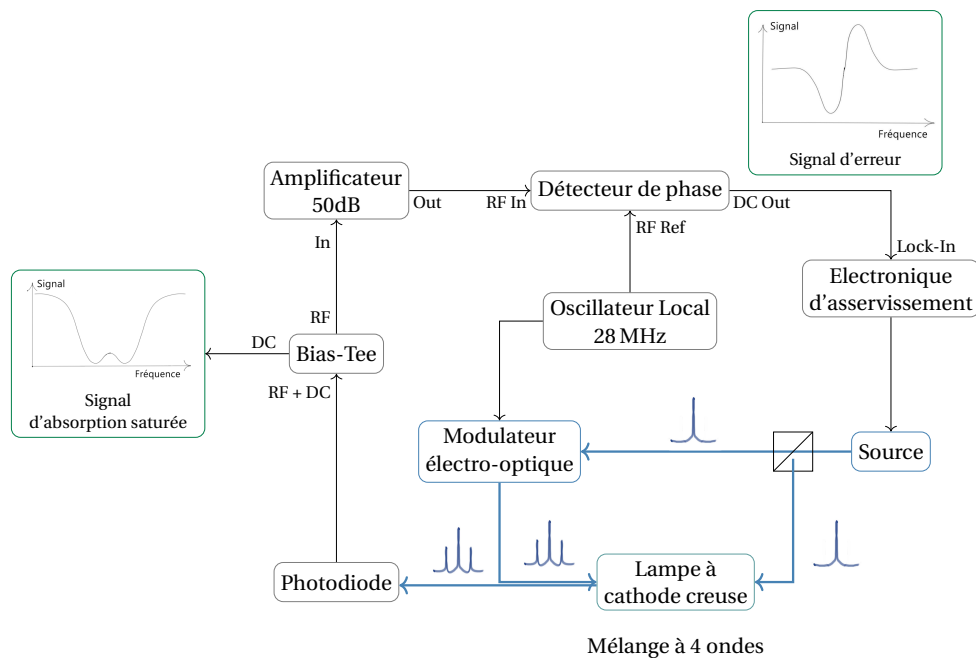 Signal
Fréquence
Signal d'erreur
Amplificateur
50dB
Out
RF In
Détecteur de phase
DC Out
In
RF Ref
Lock-In
Electronique
d'asservissement
Signal
Fréquence
Signal
d'absorption saturée
DC
RF
Bias-Tee
RF + DC
Oscillateur Local
28 MHz
Modulateur
électro-optique
Source
Photodiode
Lampe à
cathode creuse
Mélange à 4 ondes